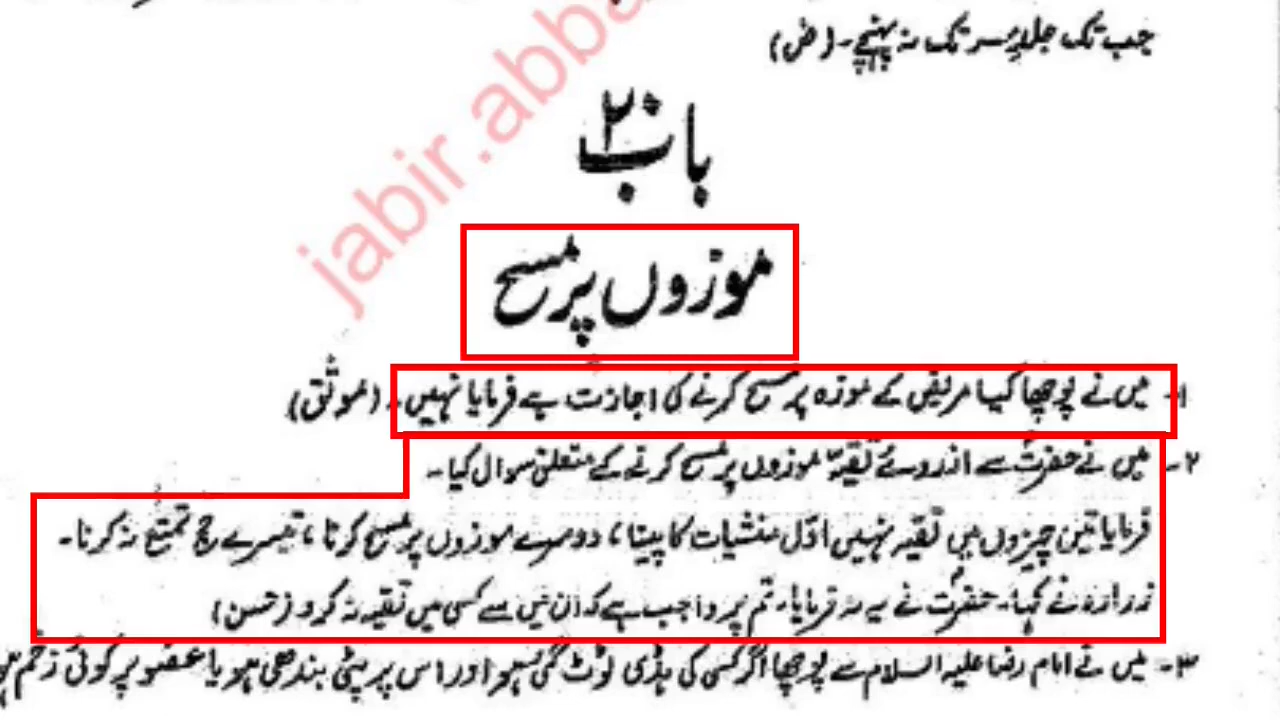 جب تک جلد پر سر تک نہ پہنچے۔ (ض)
باب ۲۰
موزوں پر مسح
۱۔ میں نے پوچھا کیا مریض کے موزہ پر مسح کرنے کی اجازت ہے فرمایا نہیں۔ (موثق)
۲۔ میں نے حضرتؑ سے ازروئے تقیہ موزوں پر مسح کرنے کے متعلق سوال کیا۔
فرمایا تین چیزوں میں تقیہ نہیں اوّل منشیات کا پینا، دوسرے موزوں پر مسح کرنا، تیسرے حج تمتع نہ کرنا۔
زرارہ نے کہا۔ حضرتؑ نے یہ نہ فرمایا۔ تم پر واجب ہے کہ ان میں سے کسی میں تقیہ نہ کرو (حسن)
۳۔ میں نے امام رضا علیہ السلام سے پوچھا اگر کسی کی ہڈی ٹوٹ گئی ہو اور اس پر پٹی بندھی ہو یا عضو پر کوئی زخم ہو
jabir.abba